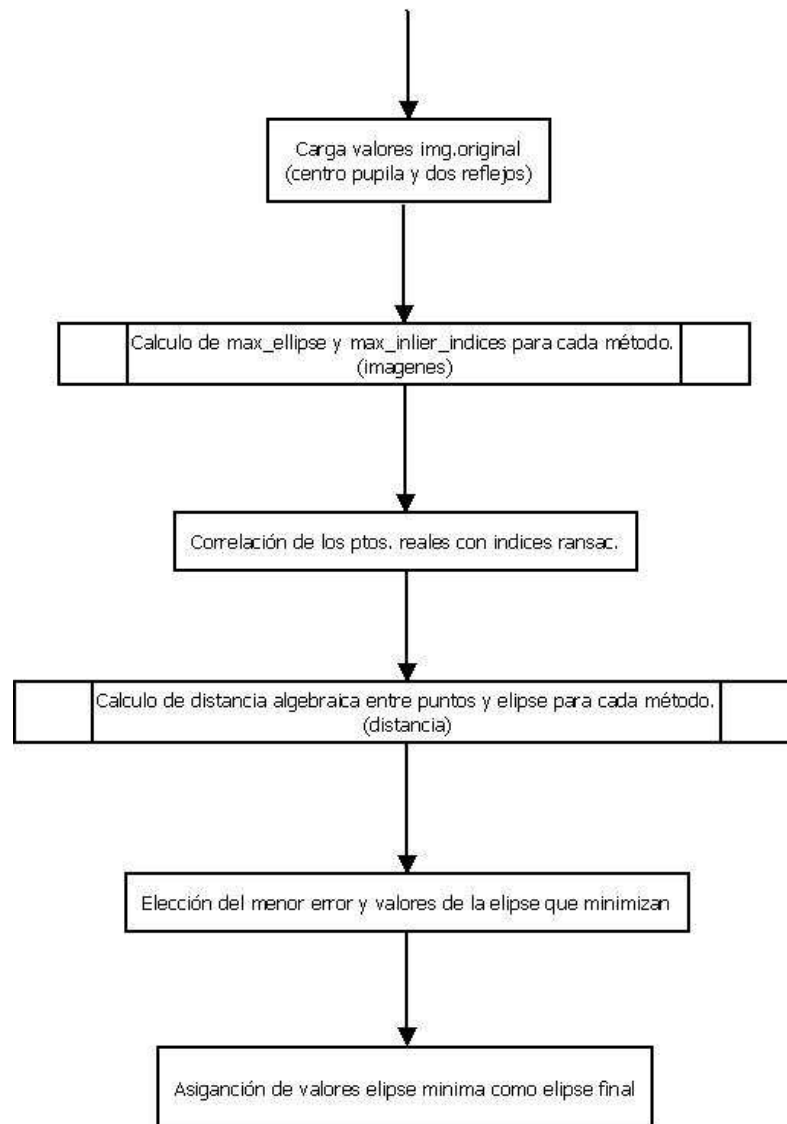 Carga valores img.original
(centro pupila y dos reflejos)
Calculo de max_ellipse y max_inlier_indices para cada método.
(imagenes)
Correlación de los ptos. reales con indices ransac.
Calculo de distancia algebraica entre puntos y elipse para cada método.
(distancia)
Elección del menor error y valores de la elipse que minimizan
Asigancíón de valores elipse minima como elipse final